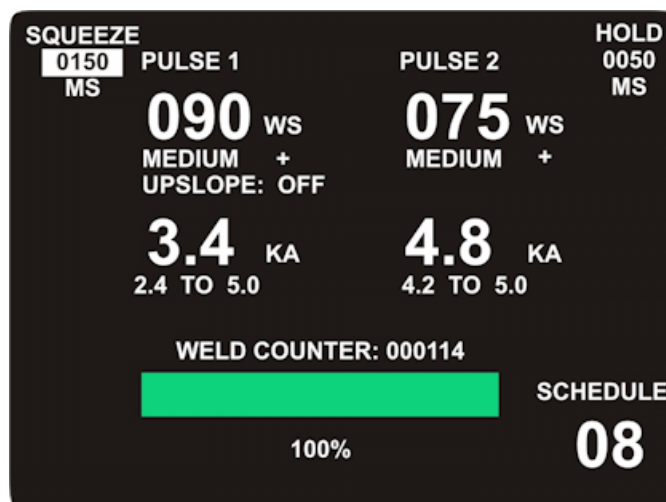 SQUEEZE
0150
MS
HOLD
0050
MS
PULSE 1
090 WS
MEDIUM +
UPSLOPE: OFF
3.4 KA
2.4 TO 5.0
PULSE 2
075 WS
MEDIUM +
4.8 KA
4.2 TO 5.0
WELD COUNTER: 000114
100%
SCHEDULE
08